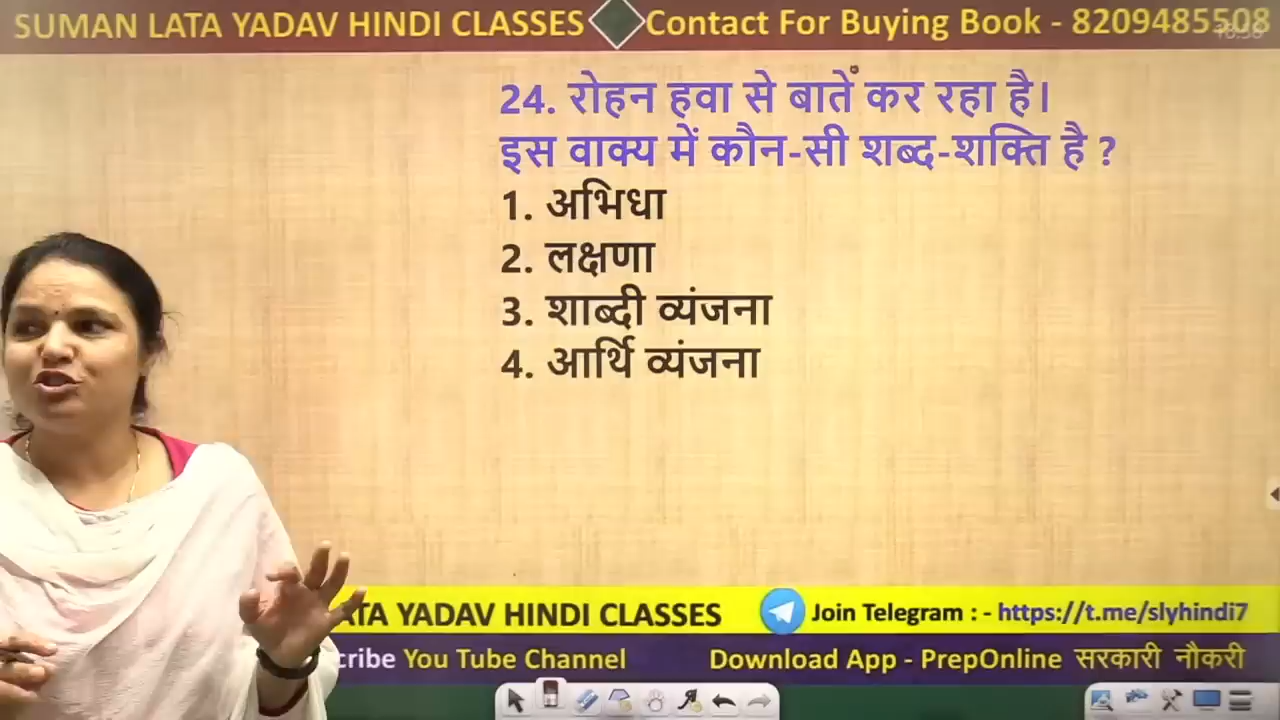 SUMAN LATA YADAV HINDI CLASSES Contact For Buying Book - 8209485508
24. रोहन हवा से बातें कर रहा है।
इस वाक्य में कौन-सी शब्द-शक्ति है ?
1. अभिधा
2. लक्षणा
3. शाब्दी व्यंजना
4. आर्थि व्यंजना
ATA YADAV HINDI CLASSES Join Telegram : - https://t.me/slyhindi7
cribe You Tube Channel Download App - PrepOnline सरकारी नौकरी